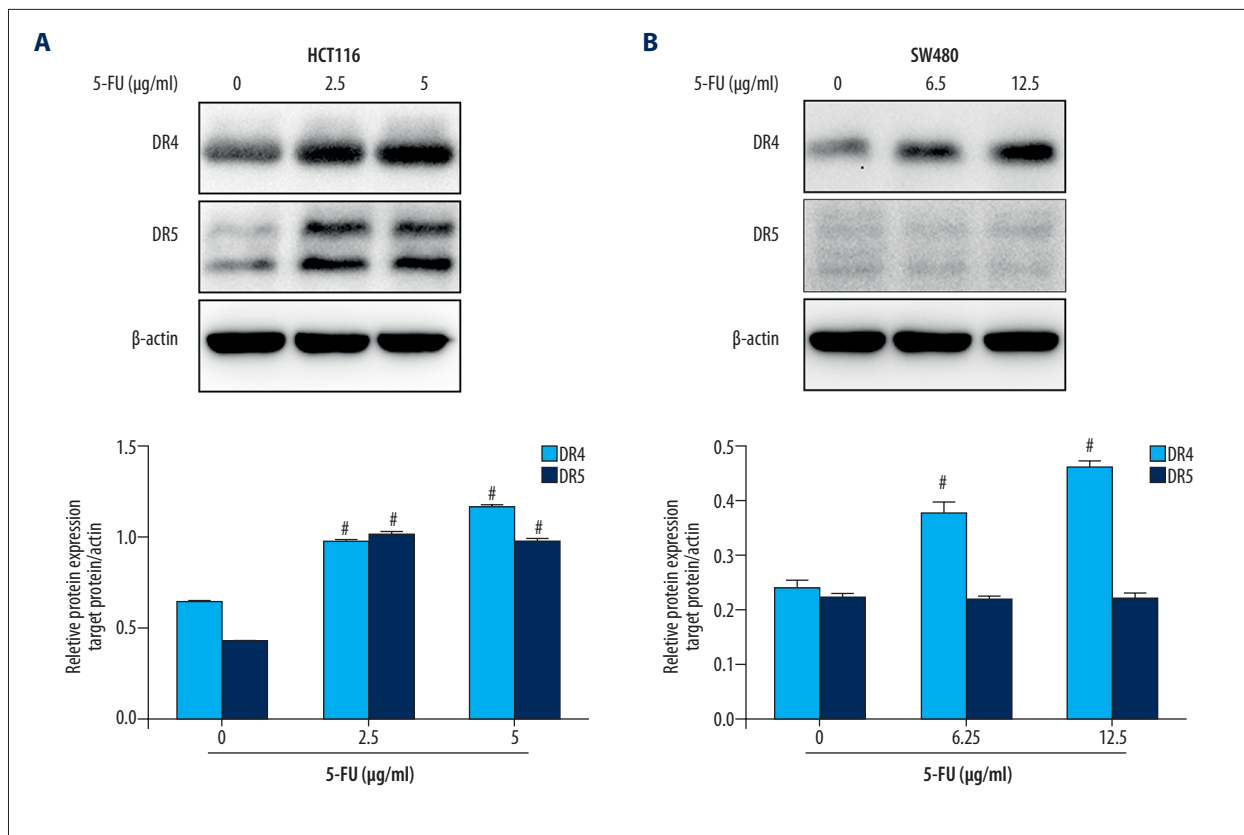 A
HCT116
5-FU (µg/ml) 0 2.5 5
DR4
DR5
β-actin
Reletive protein expression
target protein/actin
1.5
1.0
0.5
0.0
# # # #
DR4
DR5
0 2.5 5
5-FU (µg/ml)
B
SW480
5-FU (µg/ml) 0 6.5 12.5
DR4
DR5
β-actin
Reletive protein expression
target protein/actin
0.5
0.4
0.3
0.2
0.1
0.0
# #
DR4
DR5
0 6.25 12.5
5-FU (µg/ml)